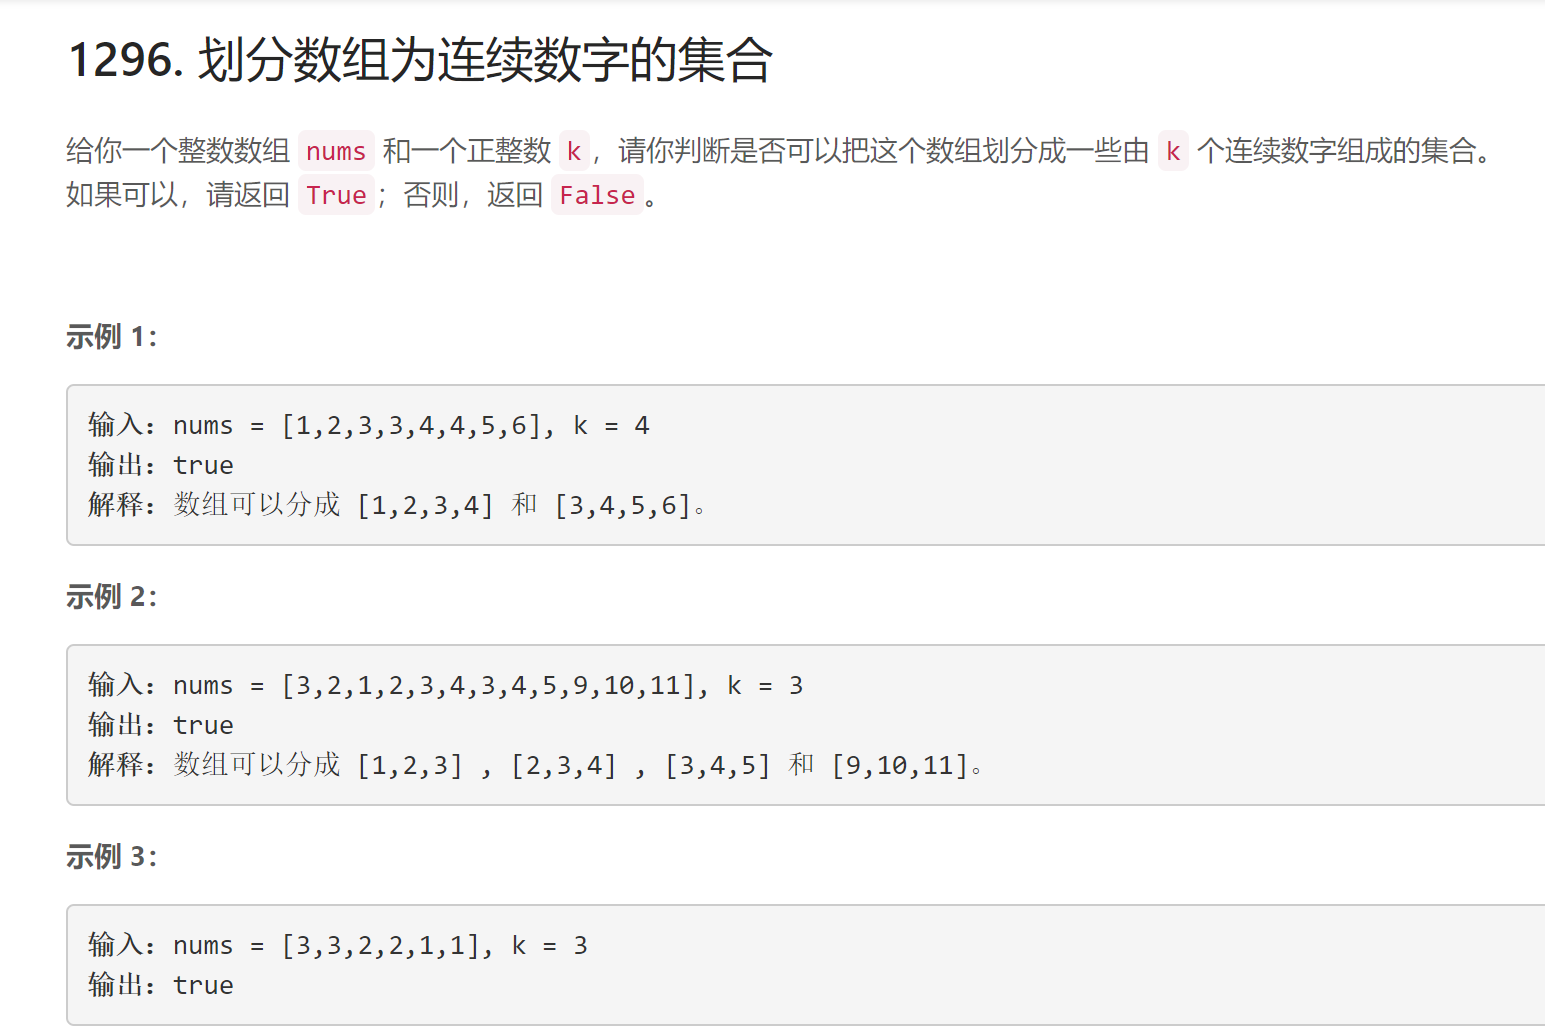 1296. 划分数组为连续数字的集合
给你一个整数数组 nums 和一个正整数 k，请你判断是否可以把这个数组划分成一些由 k 个连续数字组成的集合。
如果可以，请返回 True；否则，返回 False。
示例 1：
输入：nums = [1,2,3,3,4,4,5,6], k = 4
输出：true
解释：数组可以分成 [1,2,3,4] 和 [3,4,5,6]。
示例 2：
输入：nums = [3,2,1,2,3,4,3,4,5,9,10,11], k = 3
输出：true
解释：数组可以分成 [1,2,3] , [2,3,4] , [3,4,5] 和 [9,10,11]。
示例 3：
输入：nums = [3,3,2,2,1,1], k = 3
输出：true